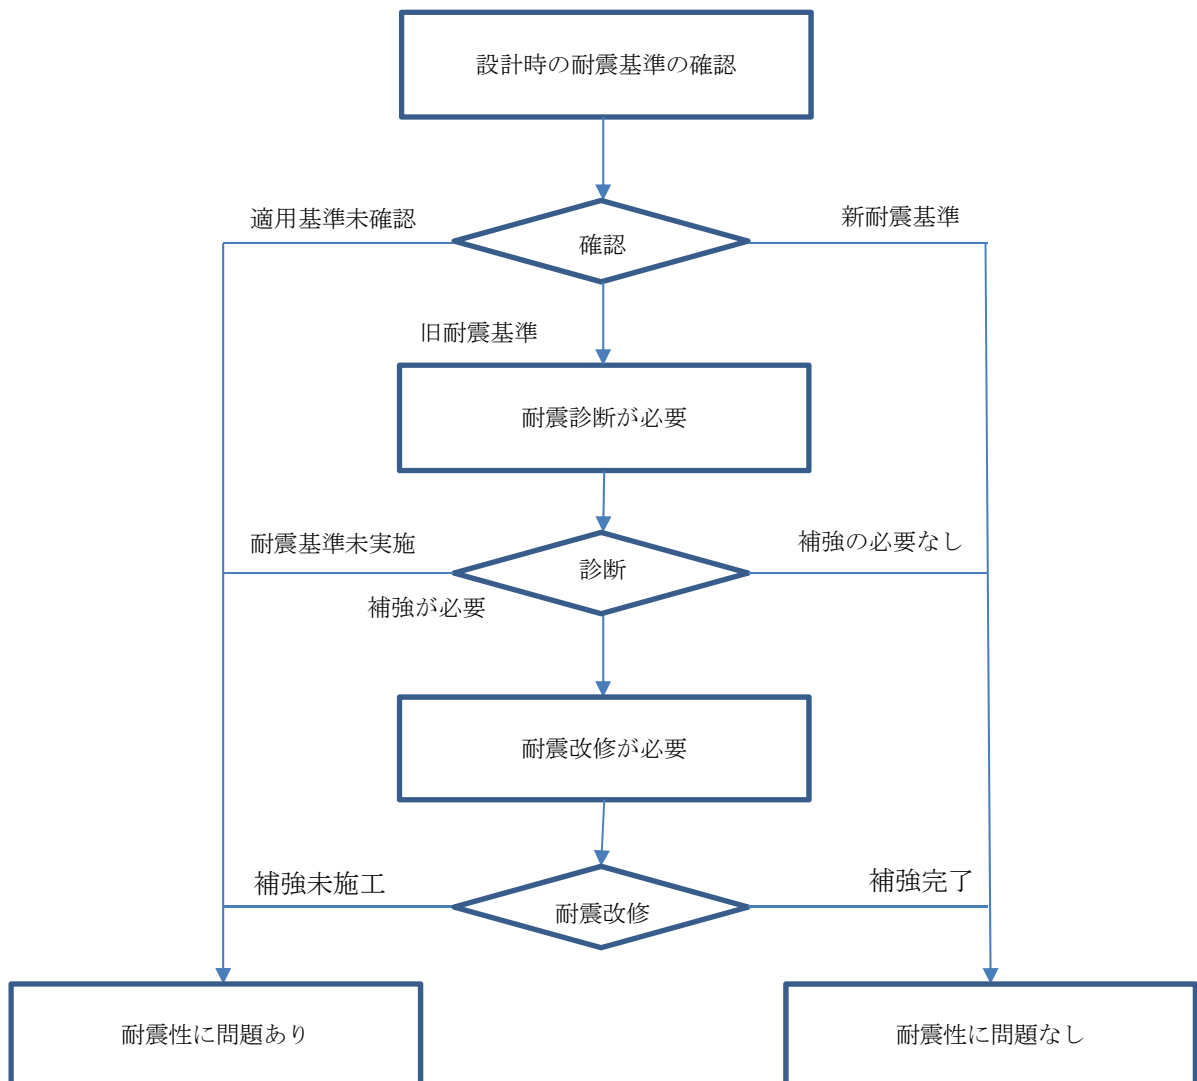 設計時の耐震基準の確認
適用基準未確認
新耐震基準
確認
旧耐震基準
耐震診断が必要
耐震基準未実施
補強の必要なし
診断
補強が必要
耐震改修が必要
補強未施工
補強完了
耐震改修
耐震性に問題あり
耐震性に問題なし